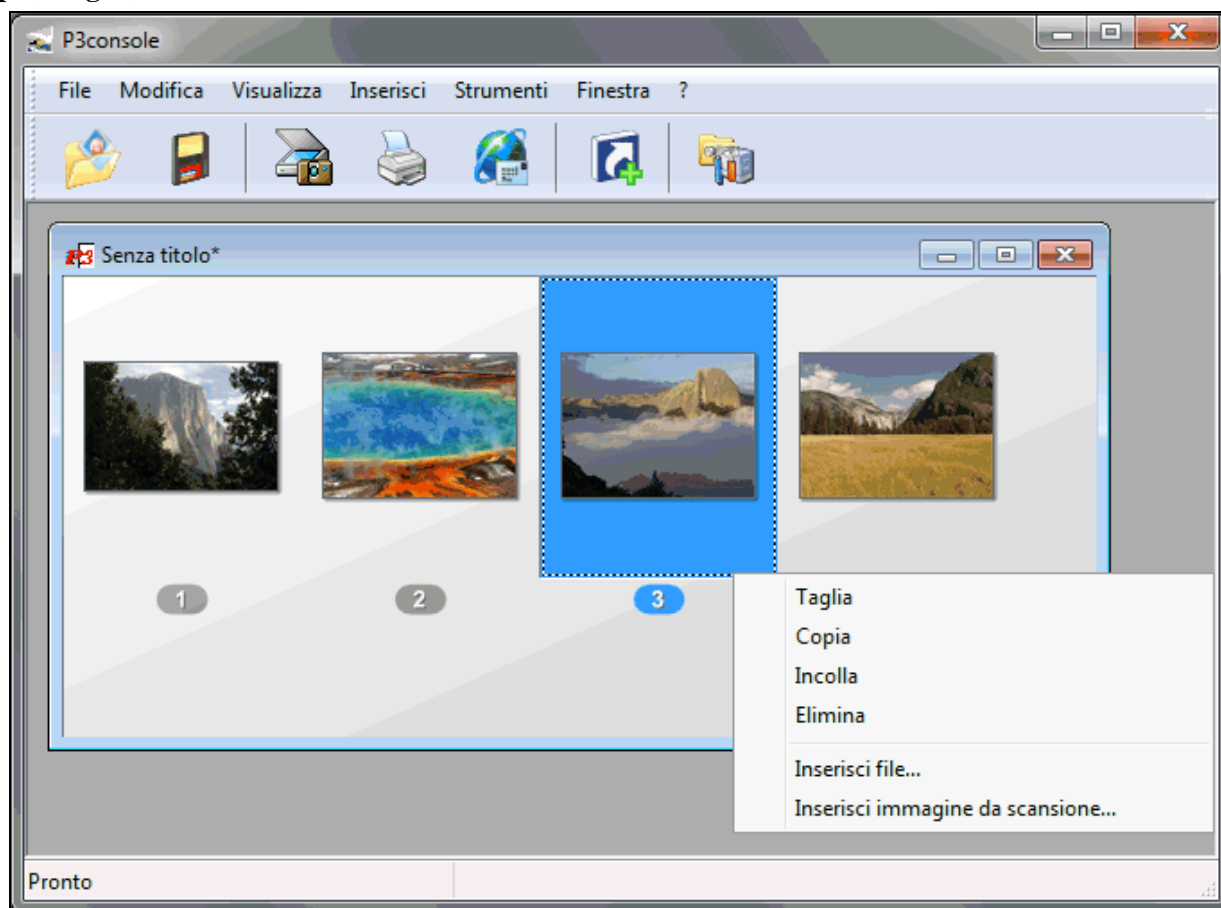 P3console
File Modifica Visualizza Inserisci Strumenti Finestra ?
P3 Senza titolo*
1 2 3
Taglia
Copia
Incolla
Elimina
Inserisci file...
Inserisci immagine da scansione...
Pronto